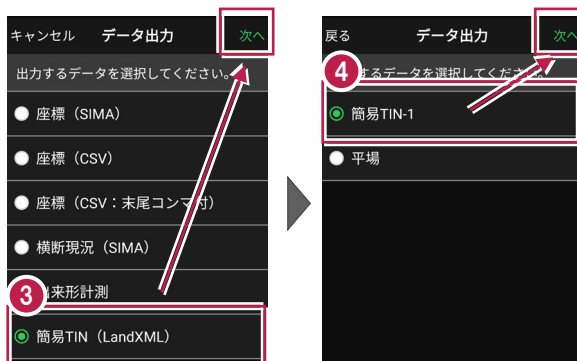 キャンセル データ出力 次へ
出力するデータを選択してください。
座標（SIMA）
座標（CSV）
座標（CSV：末尾コンマ付）
横断現況（SIMA）
3 出来形計測
簡易TIN（LandXML）
戻る データ出力 次へ
4 するデータを選択してください。
簡易TIN-1
平場